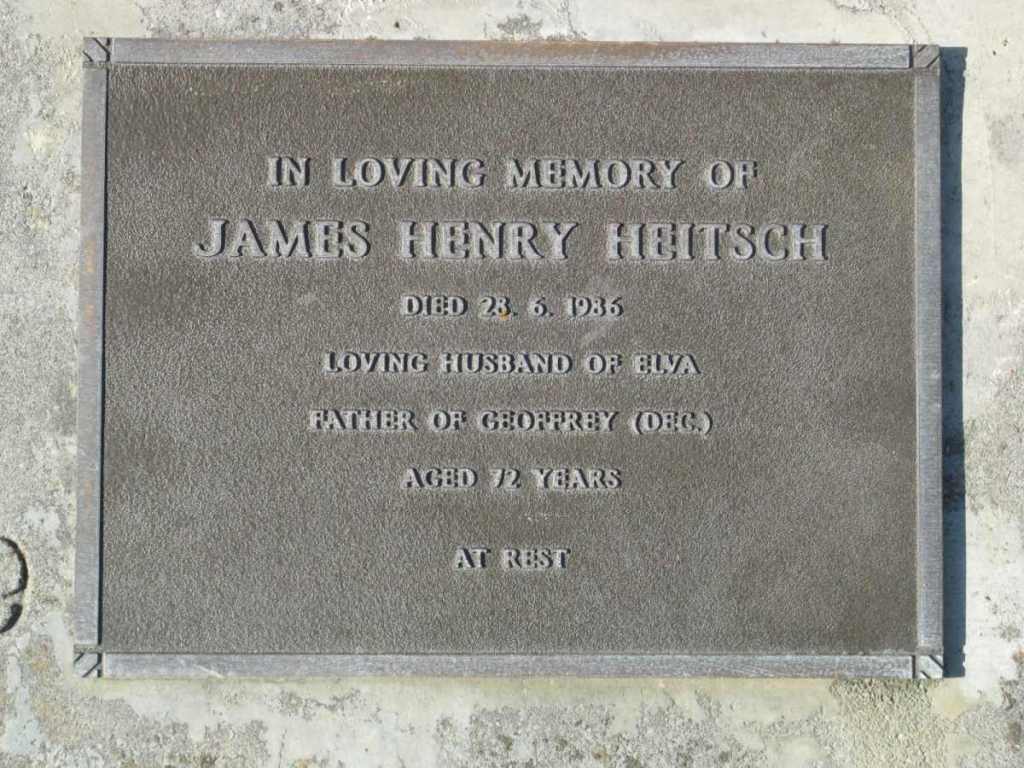 IN LOVING MEMORY OF
JAMES HENRY HEITSCH
DIED 28. 6. 1986
LOVING HUSBAND OF ELVA
FATHER OF GEOFFREY (DEC.)
AGED 72 YEARS
AT REST